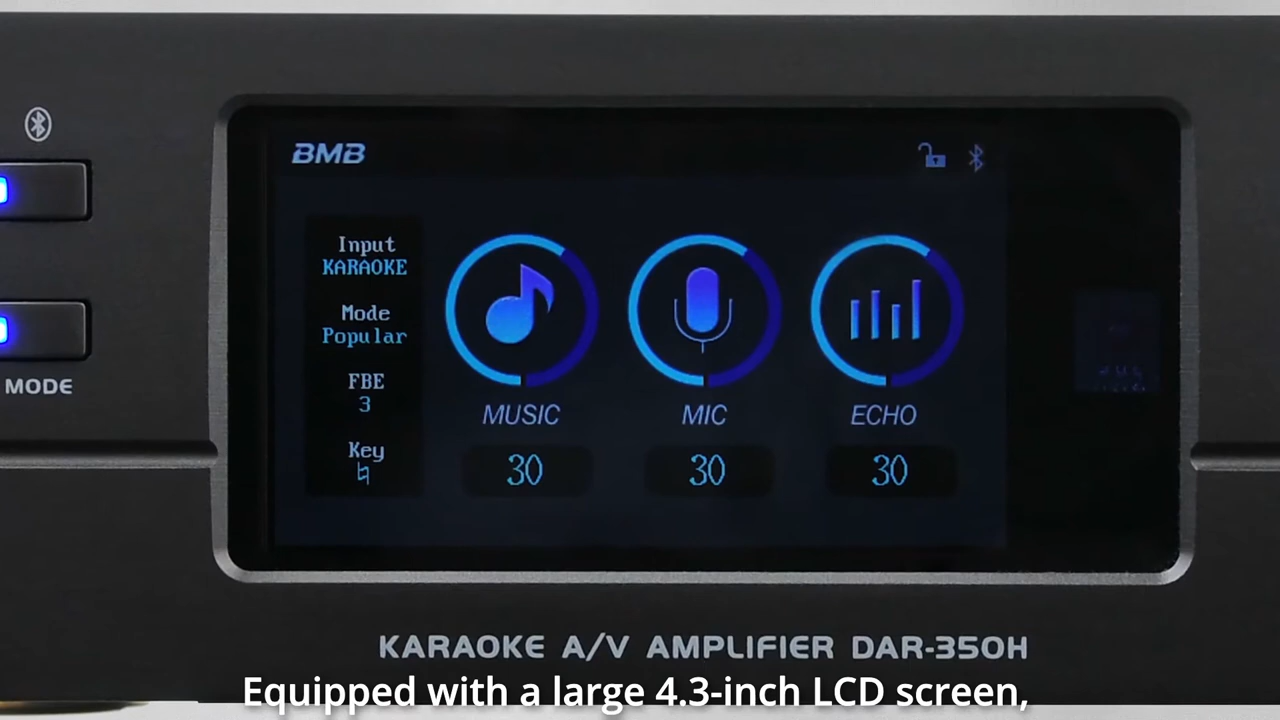 BMB
Input
KARAOKE
Mode
Popular
FBE
3
Key
♮
MUSIC
MIC
ECHO
30
30
30
MODE
KARAOKE A/V AMPLIFIER DAR-350H
Equipped with a large 4.3-inch LCD screen,